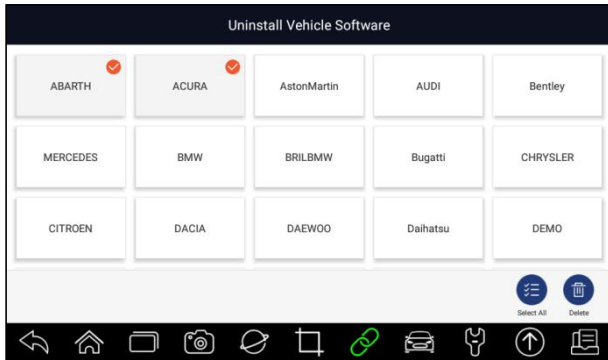 Uninstall Vehicle Software
ABARTH ACURA AstonMartin AUDI Bentley
MERCEDES BMW BRILBMW Bugatti CHRYSLER
CITROEN DACIA DAEWOO Daihatsu DEMO
Select All Delete